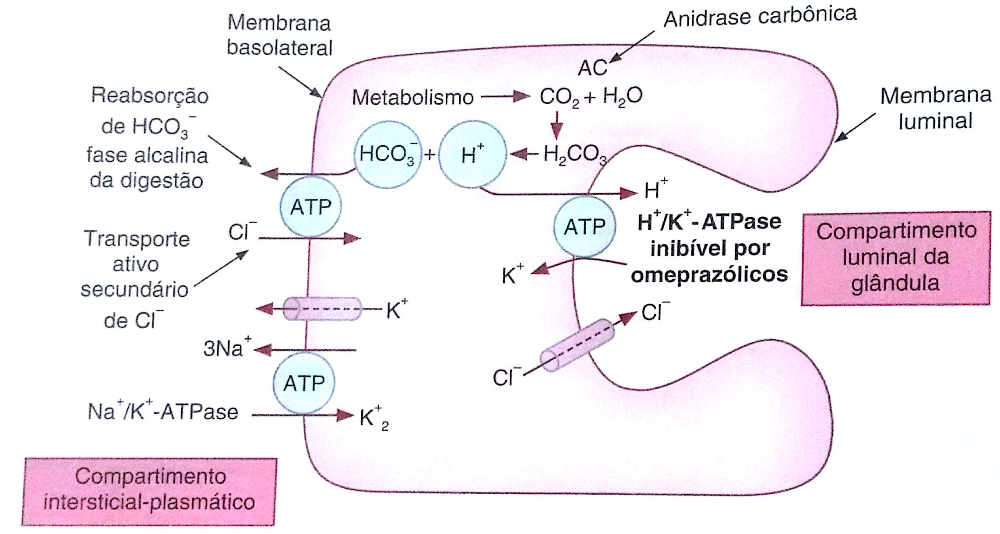 Membrana
basolateral
Anidrase carbônica
AC
Reabsorção
de HCO₃⁻
fase alcalina
da digestão
Metabolismo → CO₂ + H₂O
Membrana
luminal
HCO₃⁻ + H⁺ ← H₂CO₃
ATP
H⁺
Transporte
ativo
secundário
de Cl⁻
Cl⁻
ATP
H⁺/K⁺-ATPase
inibível por
omeprazólicos
K⁺
Compartimento
luminal da
glândula
K⁺
Cl⁻
3Na⁺
Cl⁻
ATP
Na⁺/K⁺-ATPase
K⁺₂
Compartimento
intersticial-plasmático